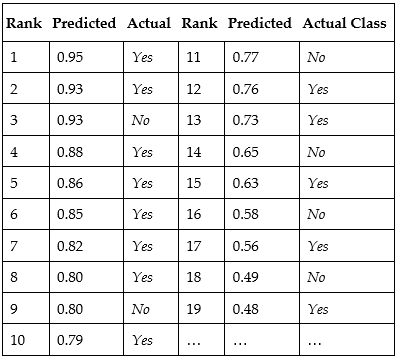 Rank Predicted Actual Rank Predicted Actual Class
1 0.95 Yes 11 0.77 No
2 0.93 Yes 12 0.76 Yes
3 0.93 No 13 0.73 Yes
4 0.88 Yes 14 0.65 No
5 0.86 Yes 15 0.63 Yes
6 0.85 Yes 16 0.58 No
7 0.82 Yes 17 0.56 Yes
8 0.80 Yes 18 0.49 No
9 0.80 No 19 0.48 Yes
10 0.79 Yes … … …